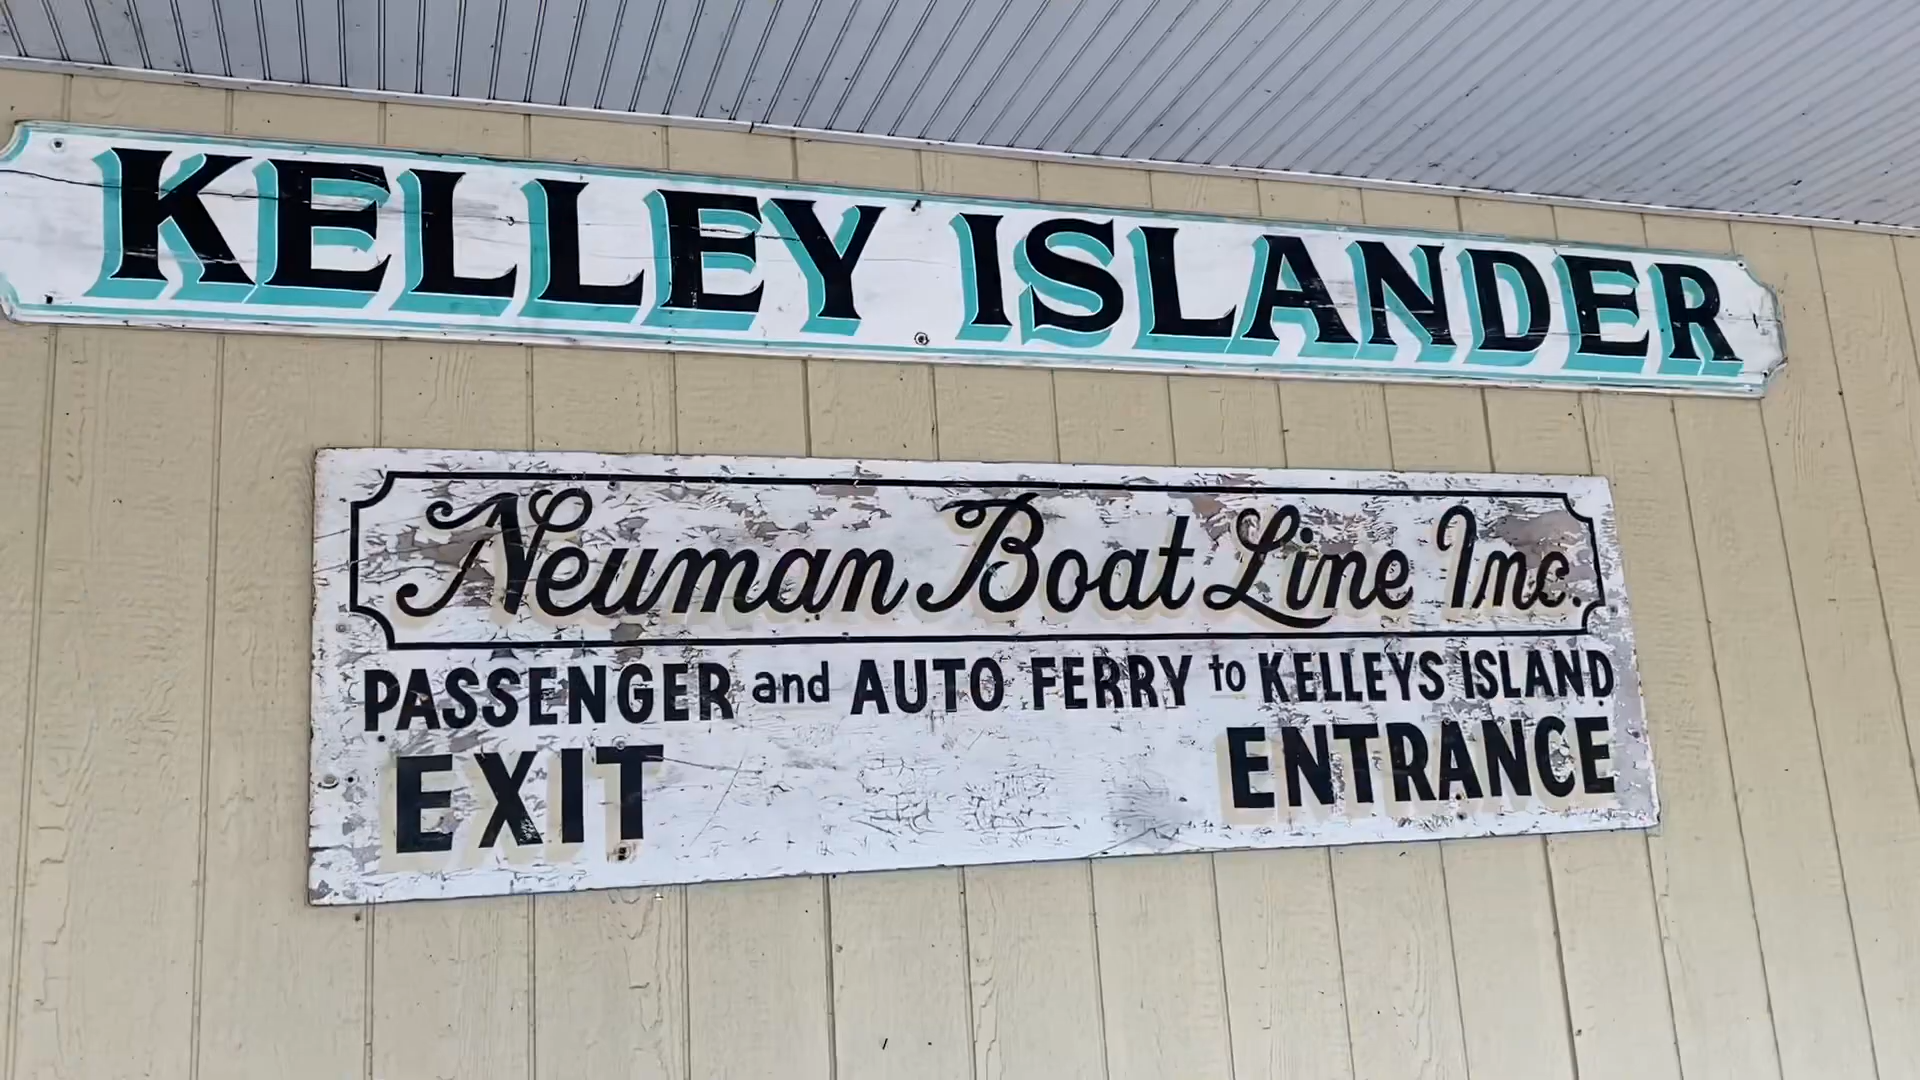 KELLEY ISLANDER
Neuman Boat Line Inc.
PASSENGER and AUTO FERRY to KELLEYS ISLAND
EXIT ENTRANCE